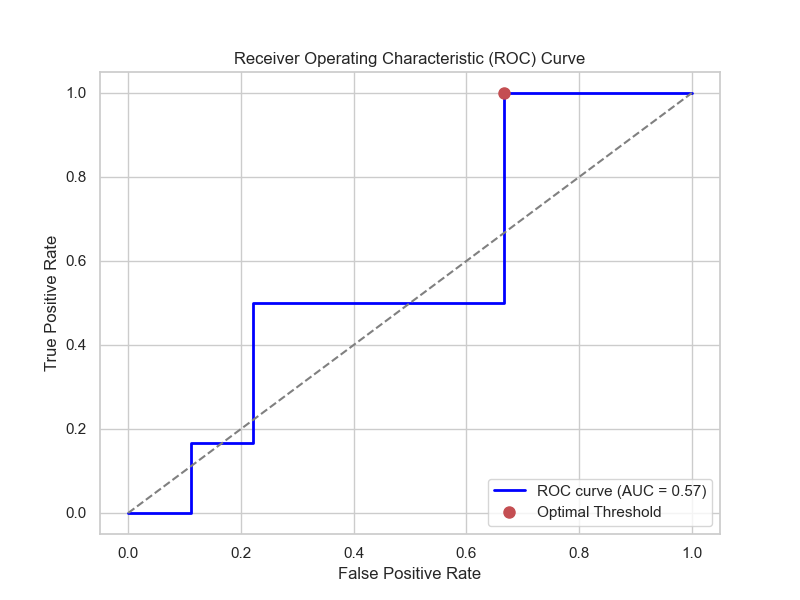 Receiver Operating Characteristic (ROC) Curve
True Positive Rate
1.0
0.8
0.6
0.4
0.2
0.0
0.0 0.2 0.4 0.6 0.8 1.0
False Positive Rate
ROC curve (AUC = 0.57)
Optimal Threshold